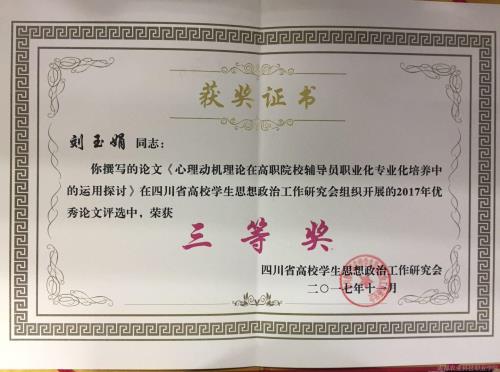 获奖证书
刘玉娟 同志：
你撰写的论文《心理动机理论在高职院校辅导员职业化专业化培养中
的运用探讨》在四川省高校学生思想政治工作研究会组织开展的2017年优
秀论文评选中，荣获
三等奖
四川省高校学生思想政治工作研究会
二〇一七年十一月